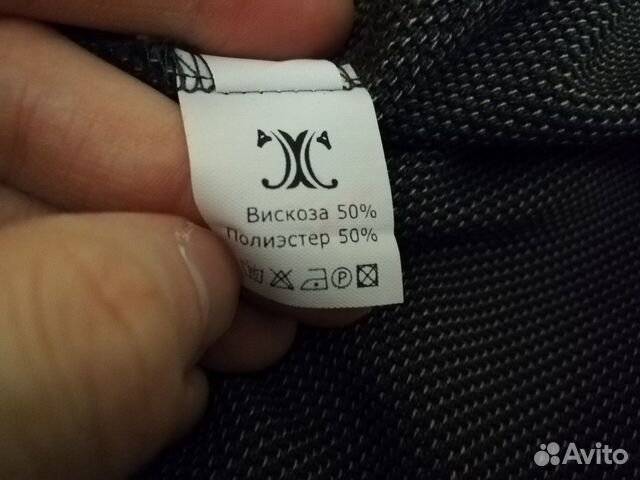 Вискоза 50%
Полиэстер 50%
P
Avito